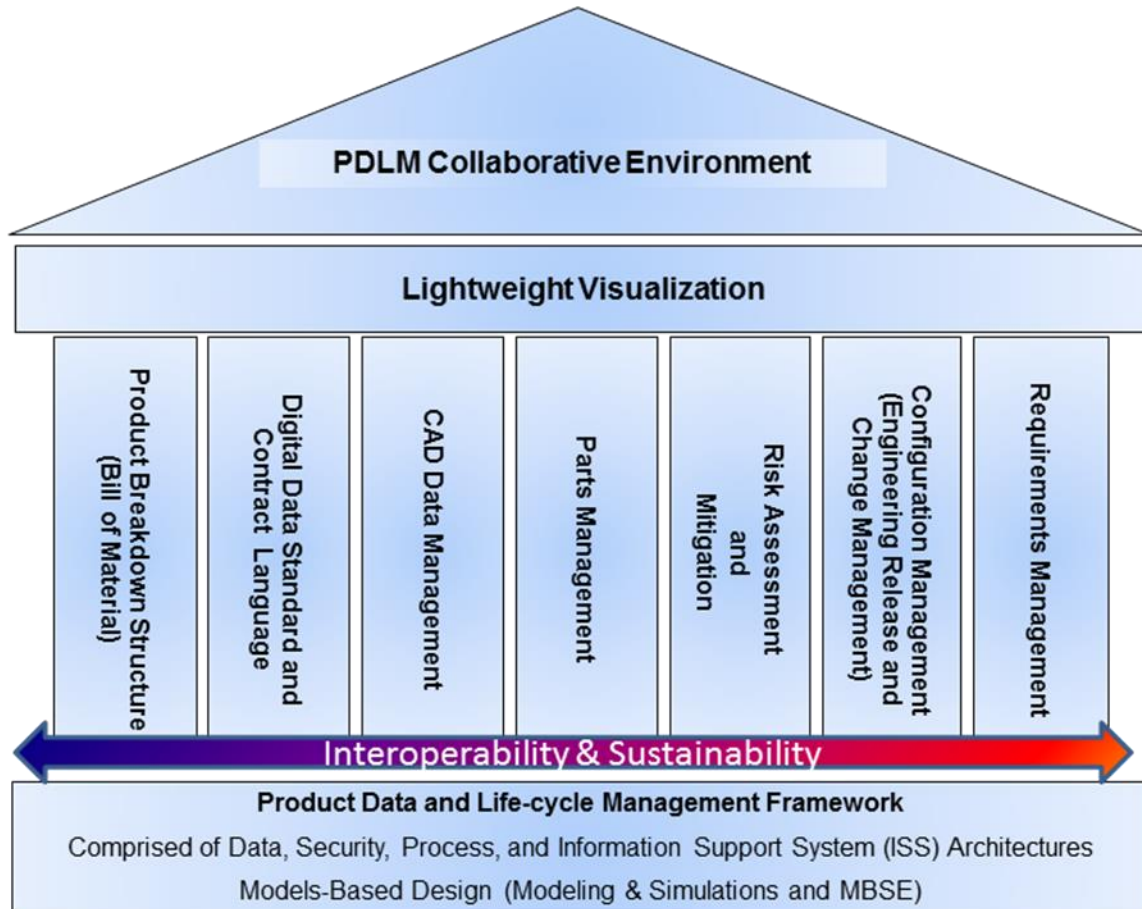 PDLM Collaborative Environment
Lightweight Visualization
Product Breakdown Structure
(Bill of Material)
Digital Data Standard and
Contract Language
CAD Data Management
Parts Management
Risk Assessment
and
Mitigation
Configuration Management
(Engineering Release and
Change Management)
Requirements Management
Interoperability & Sustainability
Product Data and Life-cycle Management Framework
Comprised of Data, Security, Process, and Information Support System (ISS) Architectures
Models-Based Design (Modeling & Simulations and MBSE)